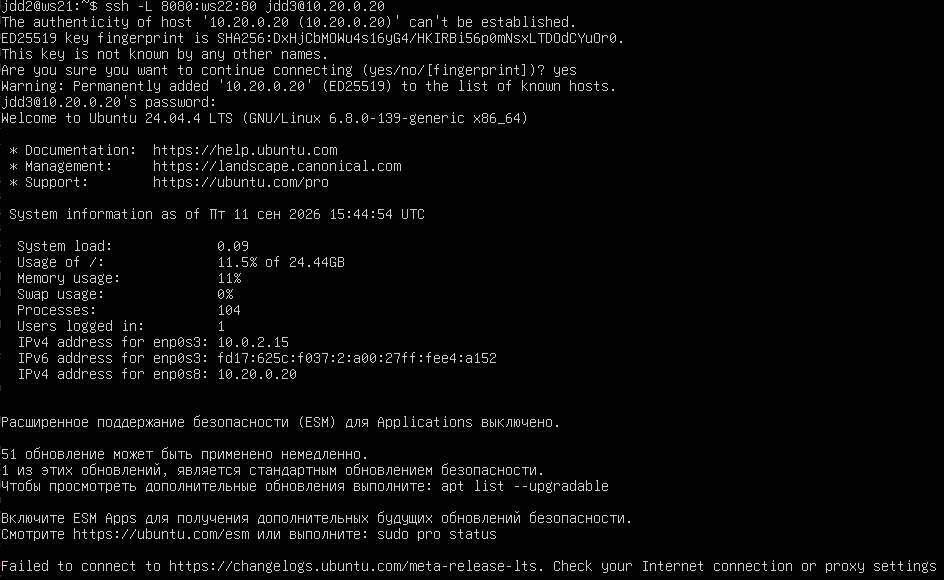 jdd2@ws21:~$ ssh -L 8080:ws22:80 jdd3@10.20.0.20
The authenticity of host '10.20.0.20 (10.20.0.20)' can't be established.
ED25519 key fingerprint is SHA256:DxHjCbMOWu4s16yG4/HKIRBi56p0mNsxLTDOdCYuOr0.
This key is not known by any other names.
Are you sure you want to continue connecting (yes/no/[fingerprint])? yes
Warning: Permanently added '10.20.0.20' (ED25519) to the list of known hosts.
jdd3@10.20.0.20's password:
Welcome to Ubuntu 24.04.4 LTS (GNU/Linux 6.8.0-139-generic x86_64)
* Documentation:  https://help.ubuntu.com
* Management:     https://landscape.canonical.com
* Support:        https://ubuntu.com/pro
System information as of Пт 11 сен 2026 15:44:54 UTC
System load:             0.09
Usage of /:              11.5% of 24.44GB
Memory usage:            11%
Swap usage:              0%
Processes:               104
Users logged in:         1
IPv4 address for enp0s3: 10.0.2.15
IPv6 address for enp0s3: fd17:625c:f037:2:a00:27ff:fee4:a152
IPv4 address for enp0s8: 10.20.0.20
Расширенное поддержание безопасности (ESM) для Applications выключено.
51 обновление может быть применено немедленно.
1 из этих обновлений, является стандартным обновлением безопасности.
Чтобы просмотреть дополнительные обновления выполните: apt list --upgradable
Включите ESM Apps для получения дополнительных будущих обновлений безопасности.
Смотрите https://ubuntu.com/esm или выполните: sudo pro status
Failed to connect to https://changelogs.ubuntu.com/meta-release-lts. Check your Internet connection or proxy settings